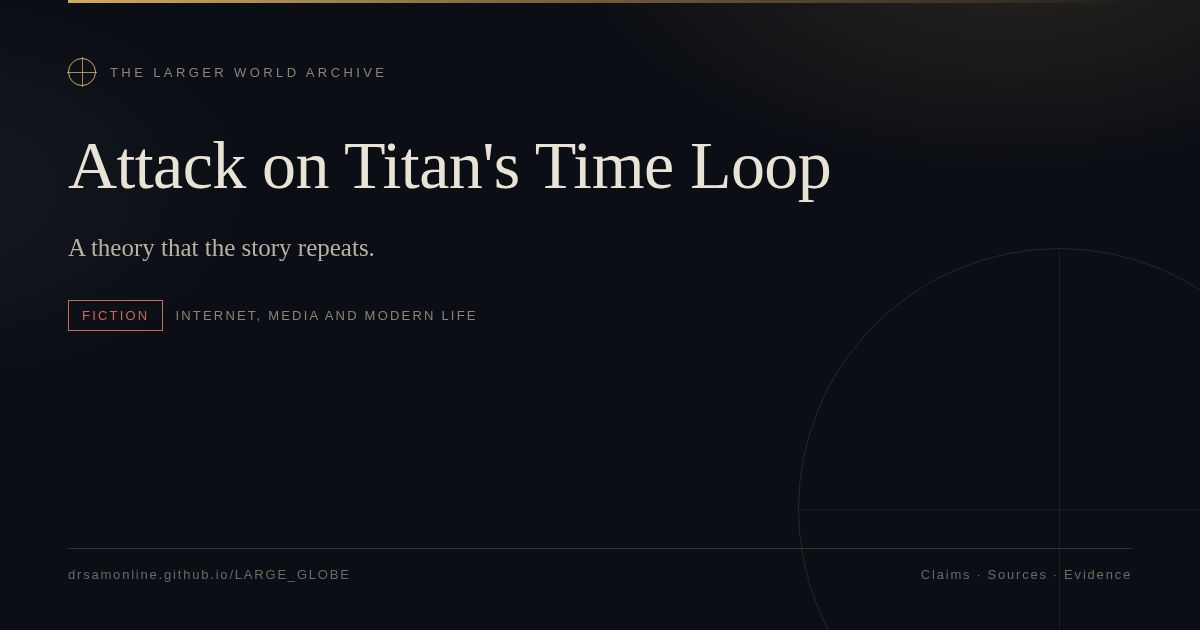 THE LARGER WORLD ARCHIVE
Attack on Titan's Time Loop
A theory that the story repeats.
FICTION INTERNET, MEDIA AND MODERN LIFE
drsamonline.github.io/LARGE_GLOBE
Claims · Sources · Evidence